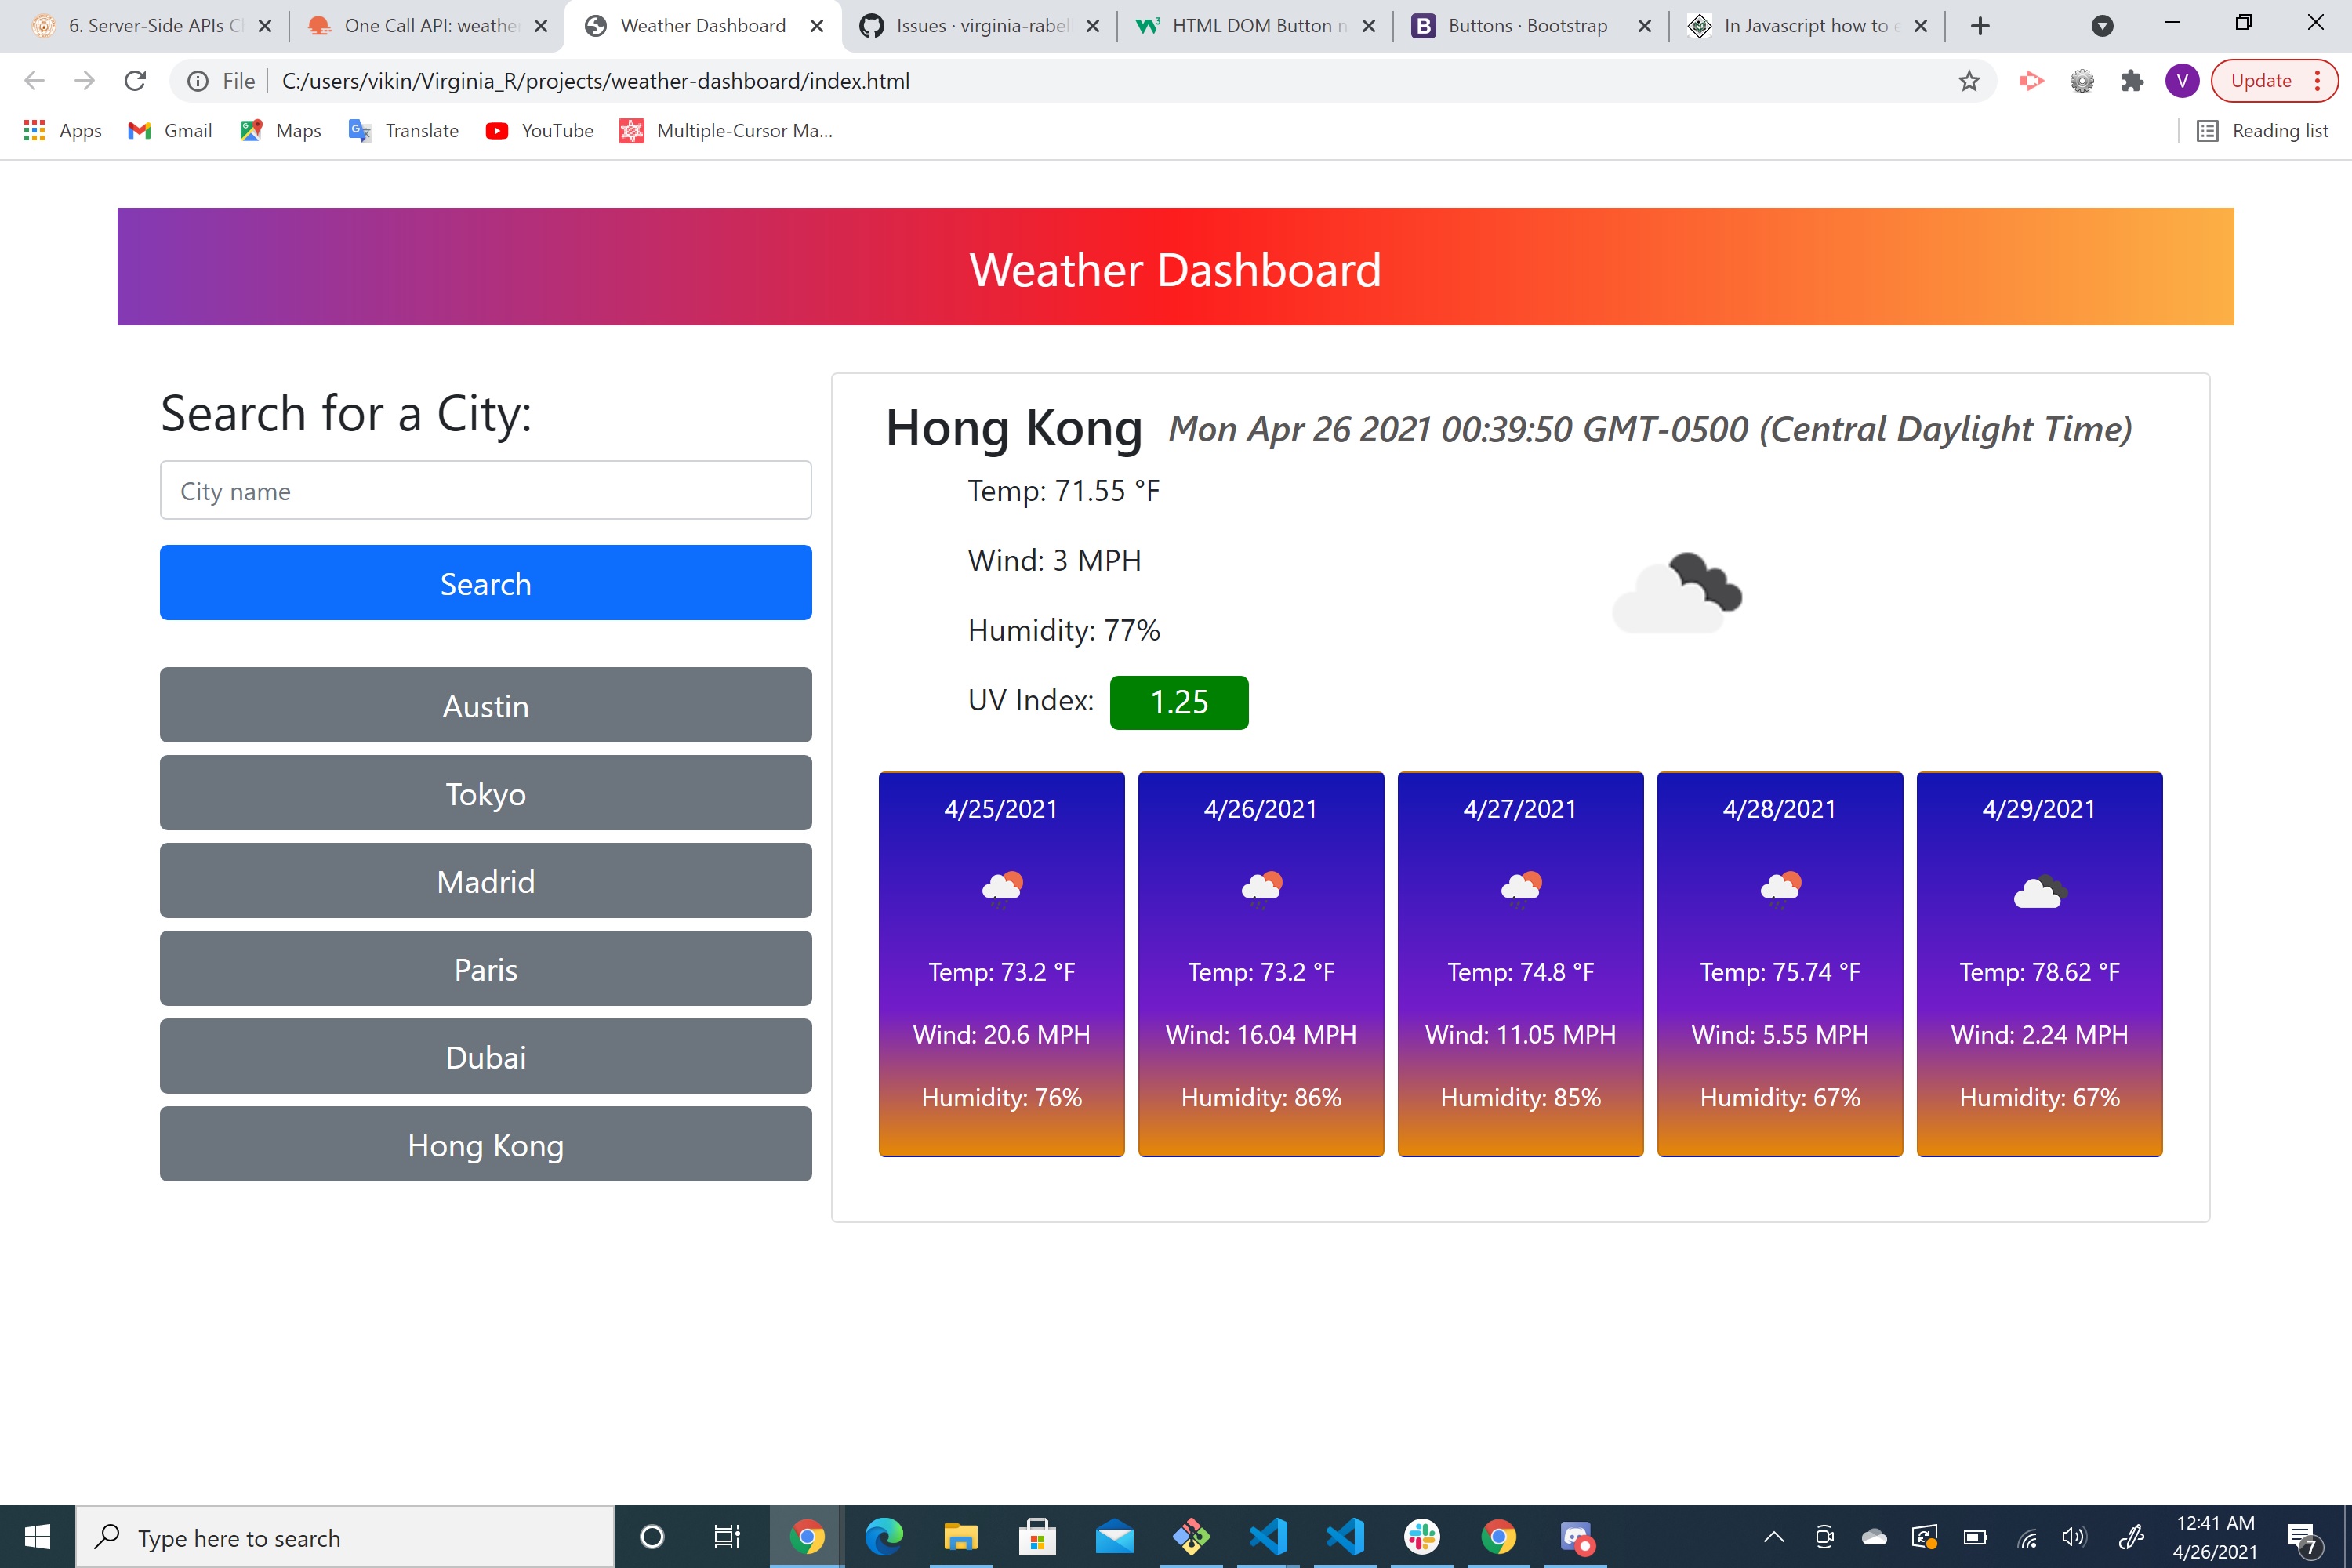 6. Server-Side APIs Cl
One Call API: weathe
Weather Dashboard
Issues · virginia-rabell
HTML DOM Button n
B
Buttons · Bootstrap
In Javascript how to e
File
C:/users/vikin/Virginia_R/projects/weather-dashboard/index.html
V
Update
Apps
Gmail
Maps
Translate
YouTube
Multiple-Cursor Ma...
Reading list
Weather Dashboard
Search for a City:
City name
Search
Austin
Tokyo
Madrid
Paris
Dubai
Hong Kong
Hong Kong Mon Apr 26 2021 00:39:50 GMT-0500 (Central Daylight Time)
Temp: 71.55 °F
Wind: 3 MPH
Humidity: 77%
UV Index: 1.25
4/25/2021
Temp: 73.2 °F
Wind: 20.6 MPH
Humidity: 76%
4/26/2021
Temp: 73.2 °F
Wind: 16.04 MPH
Humidity: 86%
4/27/2021
Temp: 74.8 °F
Wind: 11.05 MPH
Humidity: 85%
4/28/2021
Temp: 75.74 °F
Wind: 5.55 MPH
Humidity: 67%
4/29/2021
Temp: 78.62 °F
Wind: 2.24 MPH
Humidity: 67%
Type here to search
12:41 AM
4/26/2021
7